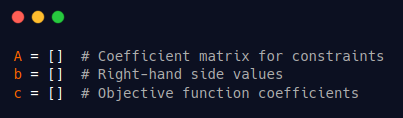 A = []  # Coefficient matrix for constraints
b = []  # Right-hand side values
c = []  # Objective function coefficients